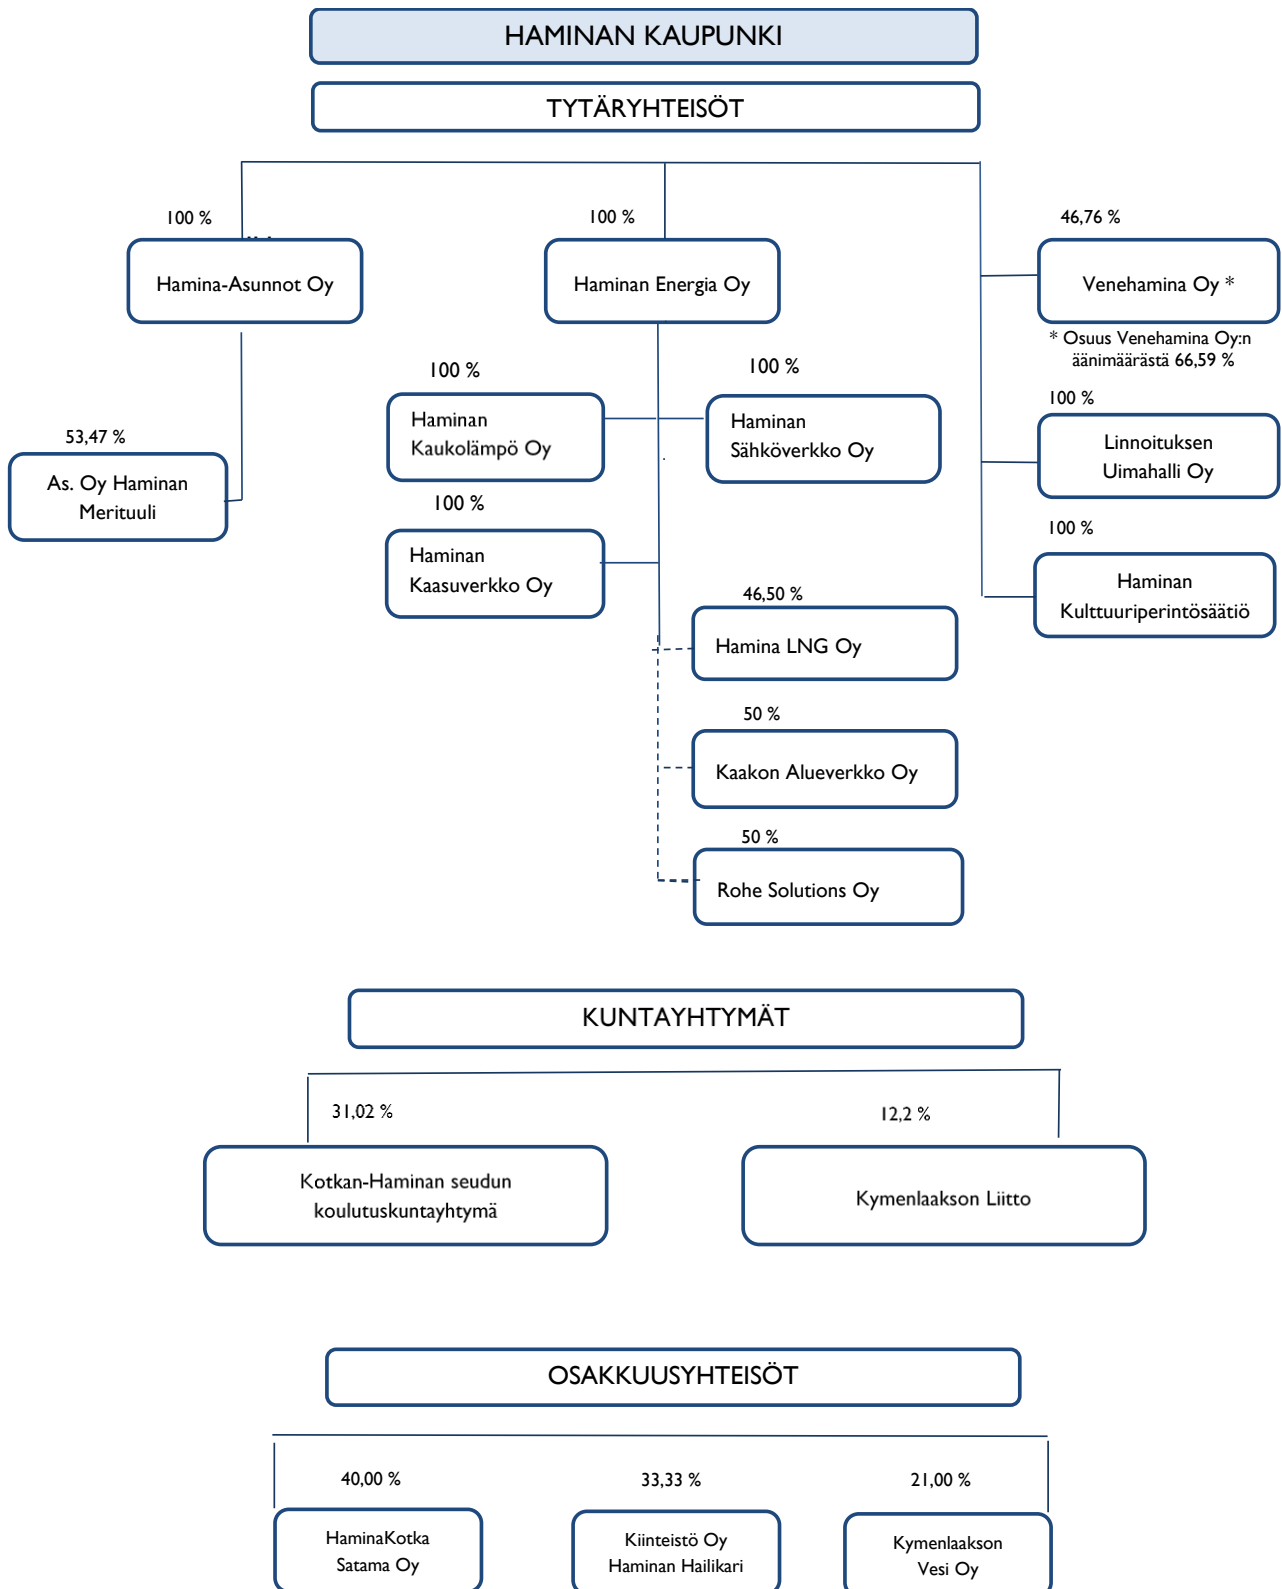 HAMINAN KAUPUNKI
TYTÄRYHTEISÖT
100 %
Hamina-Asunnot Oy
53,47 %
As. Oy Haminan
Merituuli
100 %
Haminan Energia Oy
100 %
Haminan
Kaukolämpö Oy
100 %
Haminan
Sähköverkko Oy
100 %
Haminan
Kaasuverkko Oy
46,50 %
Hamina LNG Oy
50 %
Kaakon Alueverkko Oy
50 %
Rohe Solutions Oy
46,76 %
Venehamina Oy *
* Osuus Venehamina Oy:n
äänimäärästä 66,59 %
100 %
Linnoituksen
Uimahalli Oy
100 %
Haminan
Kulttuuriperintösäätiö
KUNTAYHTYMÄT
31,02 %
Kotkan-Haminan seudun
koulutuskuntayhtymä
12,2 %
Kymenlaakson Liitto
OSAKKUUSYHTEISÖT
40,00 %
HaminaKotka
Satama Oy
33,33 %
Kiinteistö Oy
Haminan Hailikari
21,00 %
Kymenlaakson
Vesi Oy